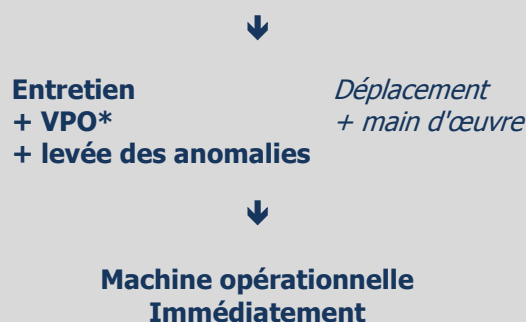 Entretien
+ VPO*
+ levée des anomalies
Déplacement
+ main d'œuvre
Machine opérationnelle
Immédiatement